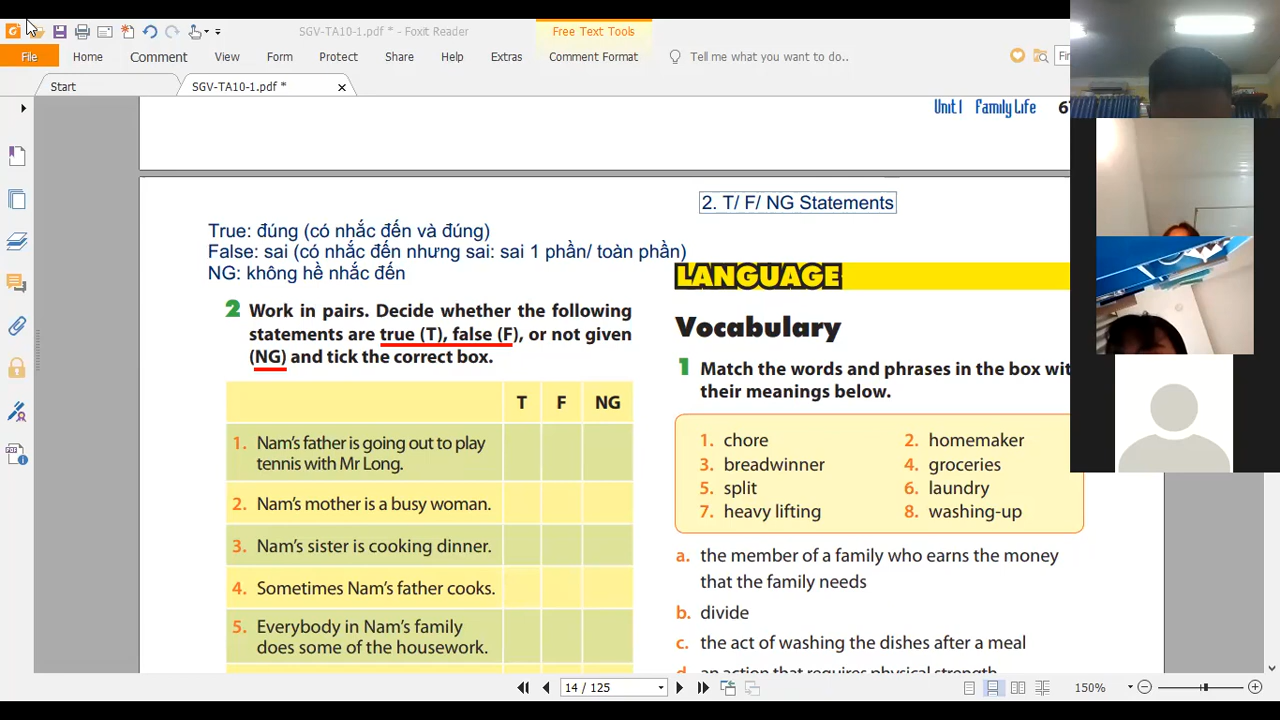 SGV-TA10-1.pdf * - Foxit Reader
Free Text Tools
File Home Comment View Form Protect Share Help Extras Comment Format Tell me what you want to do..
Start SGV-TA10-1.pdf *
Unit 1 Family Life
2. T/ F/ NG Statements
True: đúng (có nhắc đến và đúng)
False: sai (có nhắc đến nhưng sai: sai 1 phần/ toàn phần)
NG: không hề nhắc đến
2 Work in pairs. Decide whether the following
statements are true (T), false (F), or not given
(NG) and tick the correct box.
T F NG
1. Nam's father is going out to play
tennis with Mr Long.
2. Nam's mother is a busy woman.
3. Nam's sister is cooking dinner.
4. Sometimes Nam's father cooks.
5. Everybody in Nam's family
does some of the housework.
LANGUAGE
Vocabulary
1 Match the words and phrases in the box
their meanings below.
1. chore 2. homemaker
3. breadwinner 4. groceries
5. split 6. laundry
7. heavy lifting 8. washing-up
a. the member of a family who earns the money
that the family needs
b. divide
c. the act of washing the dishes after a meal
d. an action that requires physical strength
14 / 125
150%